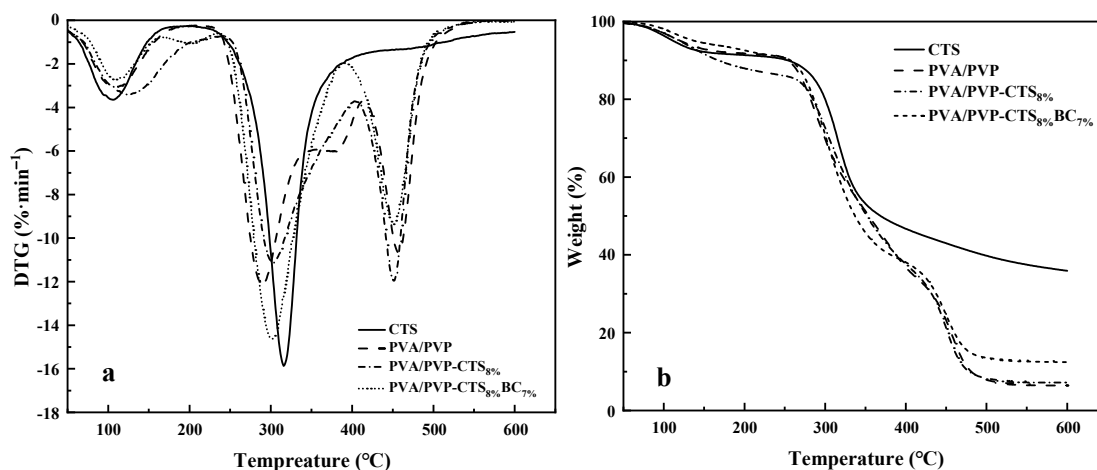 0
-2
-4
-6
-8
-10
-12
-14
-16
-18
DTG (%·min⁻¹)
100 200 300 400 500 600
Tempreature (°C)
a
CTS
PVA/PVP
PVA/PVP-CTS8%
PVA/PVP-CTS8%BC7%
100
80
60
40
20
0
Weight (%)
100 200 300 400 500 600
Temperature (°C)
b
CTS
PVA/PVP
PVA/PVP-CTS8%
PVA/PVP-CTS8%BC7%